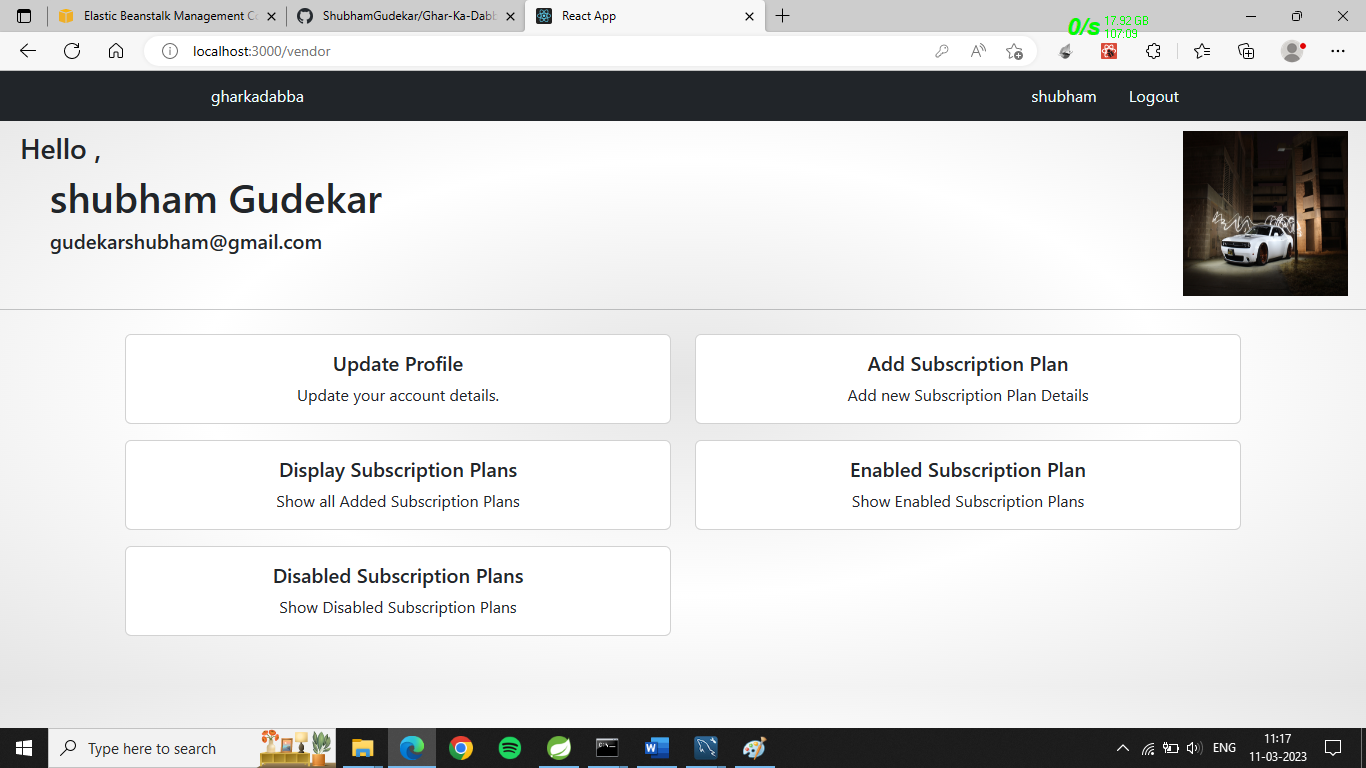 Elastic Beanstalk Management Co
ShubhamGudekar/Ghar-Ka-Dabb
React App
0/s 17.92 GB
107:09
localhost:3000/vendor
gharkadabba
shubham
Logout
Hello ,
shubham Gudekar
gudekarshubham@gmail.com
Update Profile
Update your account details.
Add Subscription Plan
Add new Subscription Plan Details
Display Subscription Plans
Show all Added Subscription Plans
Enabled Subscription Plan
Show Enabled Subscription Plans
Disabled Subscription Plans
Show Disabled Subscription Plans
Type here to search
ENG
11:17
11-03-2023